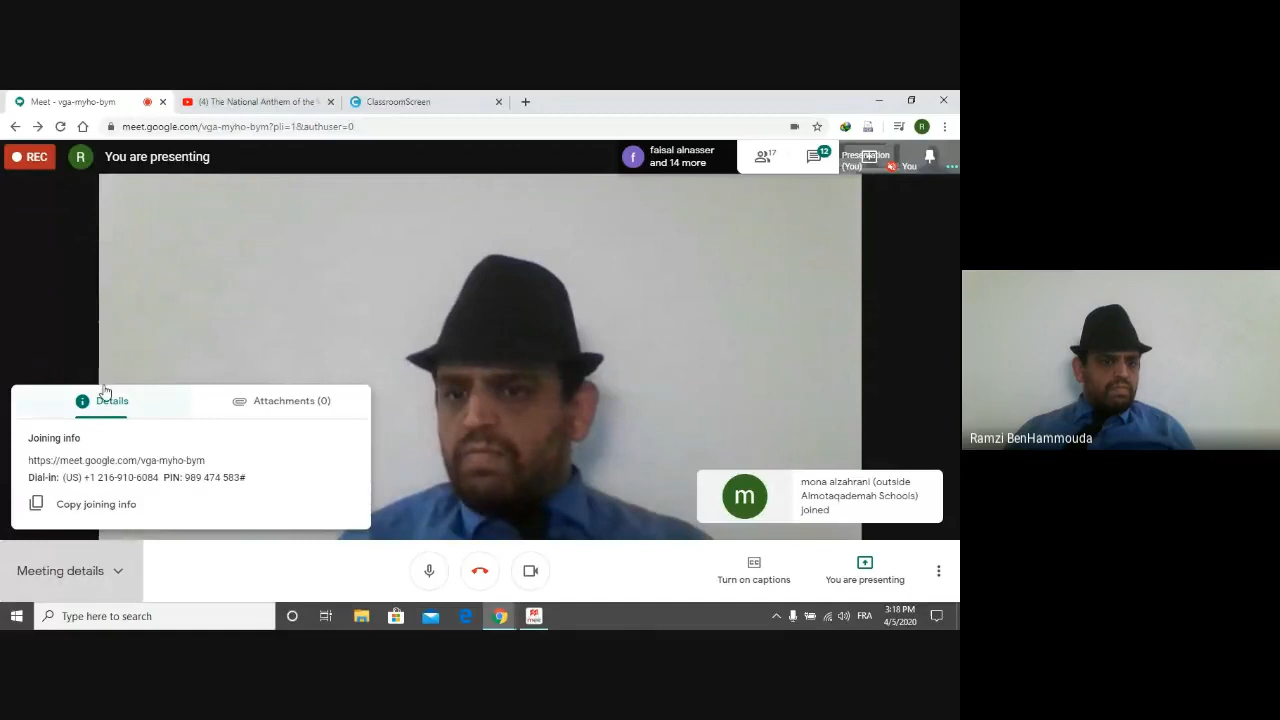 Meet - vga-myho-bym
(4) The National Anthem of the
ClassroomScreen
meet.google.com/vga-myho-bym?pli=1&authuser=0
R
REC
R
You are presenting
f
faisal alnasser
and 14 more
17
12
Presentation
(You)
You
Details
Attachments (0)
Joining info
https://meet.google.com/vga-myho-bym
Dial-in: (US) +1 216-910-6084 PIN: 989 474 583#
Copy joining info
m
mona alzahrani (outside
Almotaqademah Schools)
joined
Ramzi BenHammouda
Meeting details
Turn on captions
You are presenting
Type here to search
FRA
3:18 PM
4/5/2020